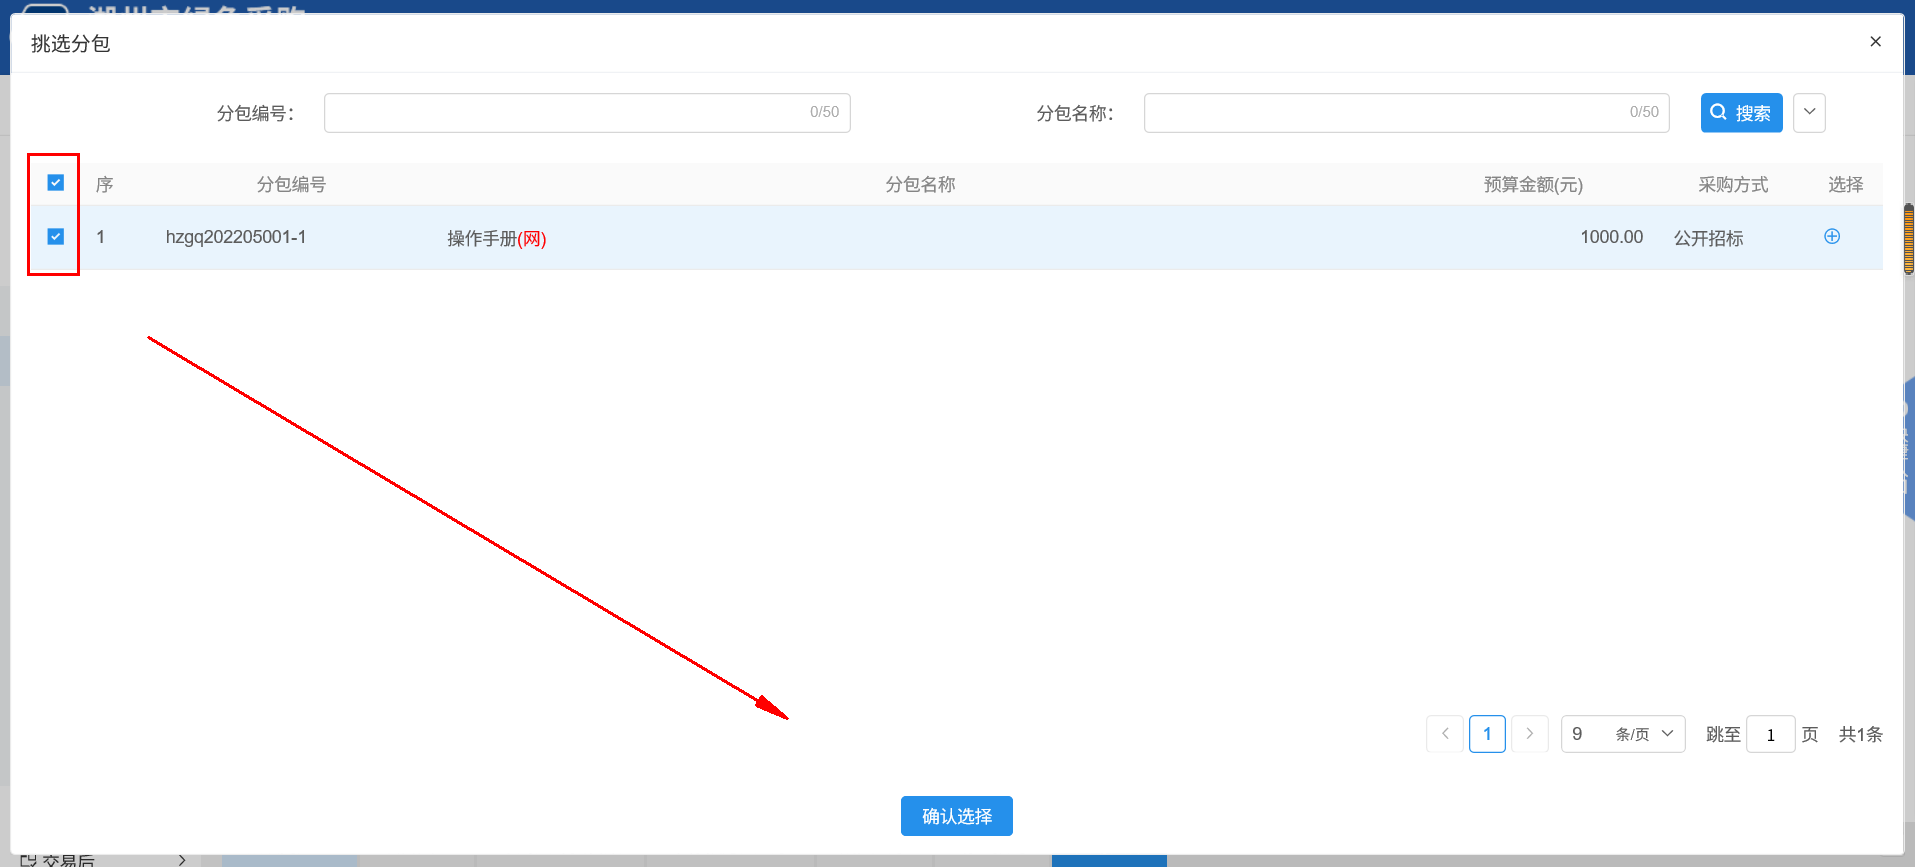 挑选分包 ×
分包编号： 0/50 分包名称： 0/50 搜索
序 分包编号 分包名称 预算金额(元) 采购方式 选择
1 hzgq202205001-1 操作手册(网) 1000.00 公开招标
1 9 条/页 跳至 1 页 共1条
确认选择
交易后